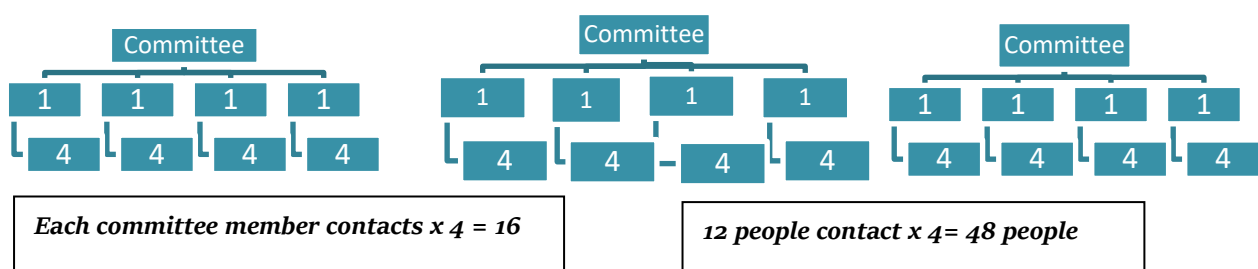 Committee
1 1 1 1
4 4 4 4
Committee
1 1 1 1
4 4 4 4
Committee
1 1 1 1
4 4 4 4
Each committee member contacts x 4 = 16
12 people contact x 4= 48 people